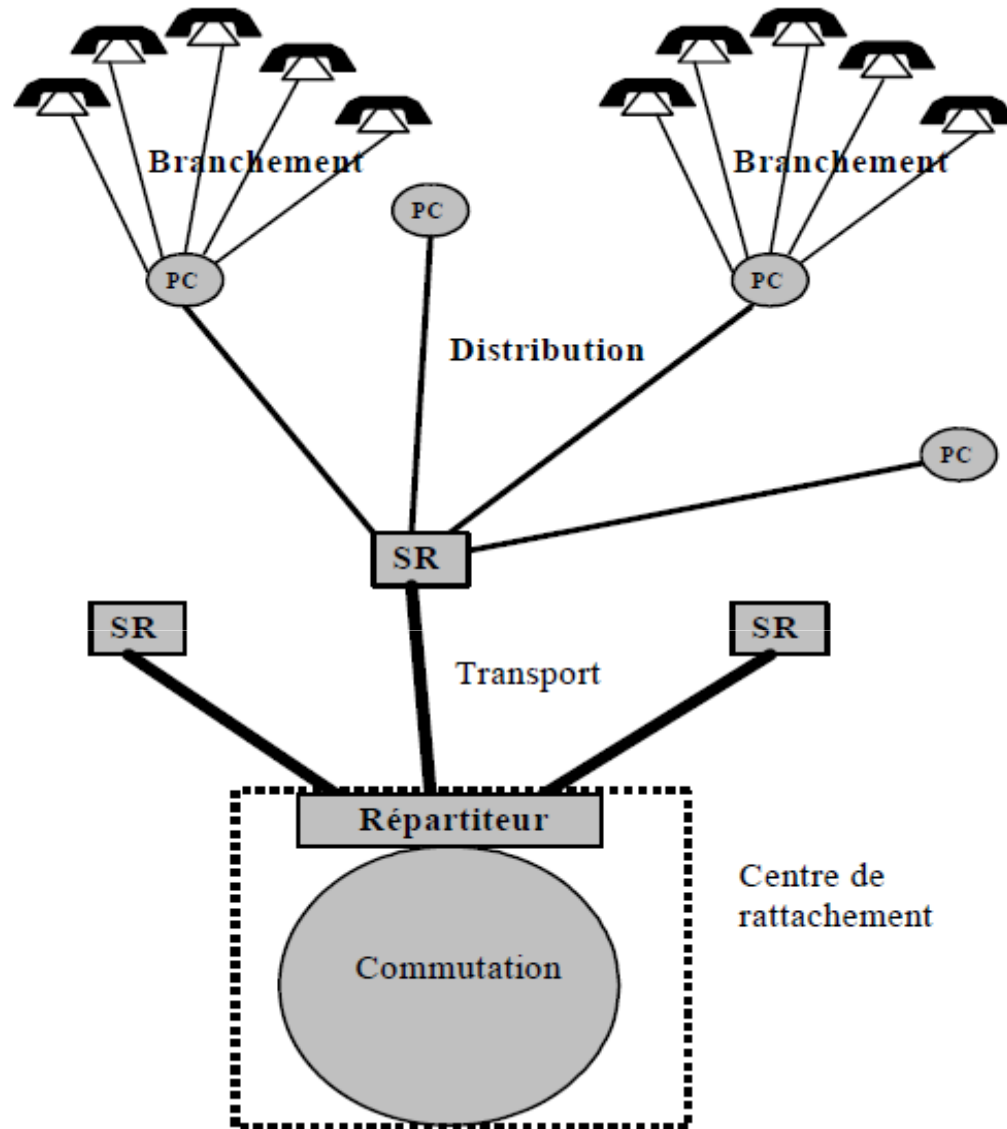 Branchement
Branchement
PC
PC
PC
Distribution
PC
SR
SR
SR
Transport
Répartiteur
Centre de
rattachement
Commutation